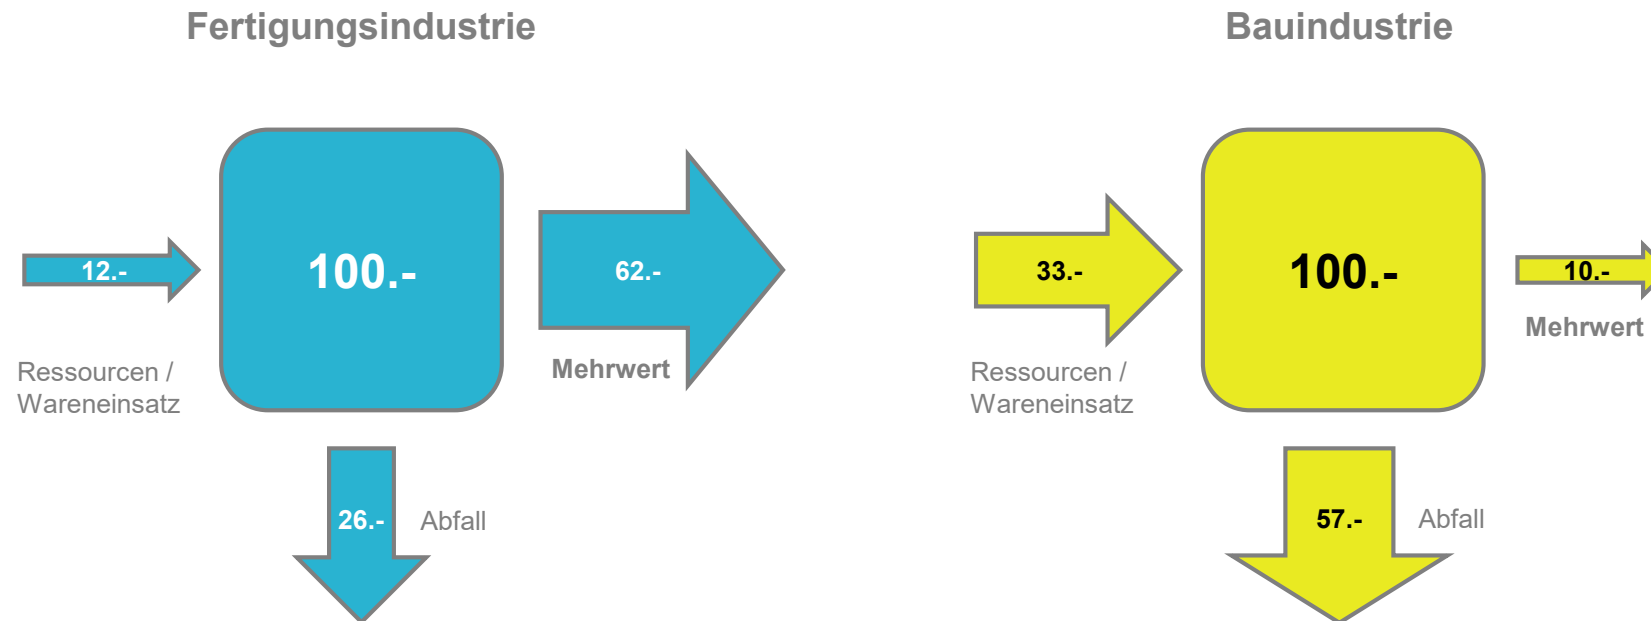 Fertigungsindustrie
12.-
100.-
62.-
Ressourcen /
Wareneinsatz
Mehrwert
26.-
Abfall
Bauindustrie
33.-
100.-
10.-
Ressourcen /
Wareneinsatz
Mehrwert
57.-
Abfall